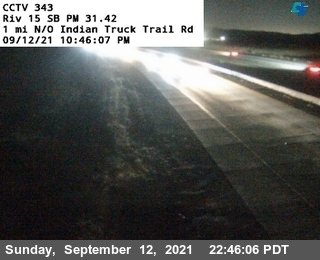 CCTV 343
Riv 15 SB PM 31.42
1 mi N/O Indian Truck Trail Rd
09/12/21 10:46:07 PM
Sunday, September 12, 2021 22:46:06 PDT